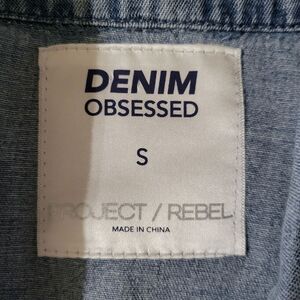 DENIM
OBSESSED
S
PROJECT / REBEL
MADE IN CHINA